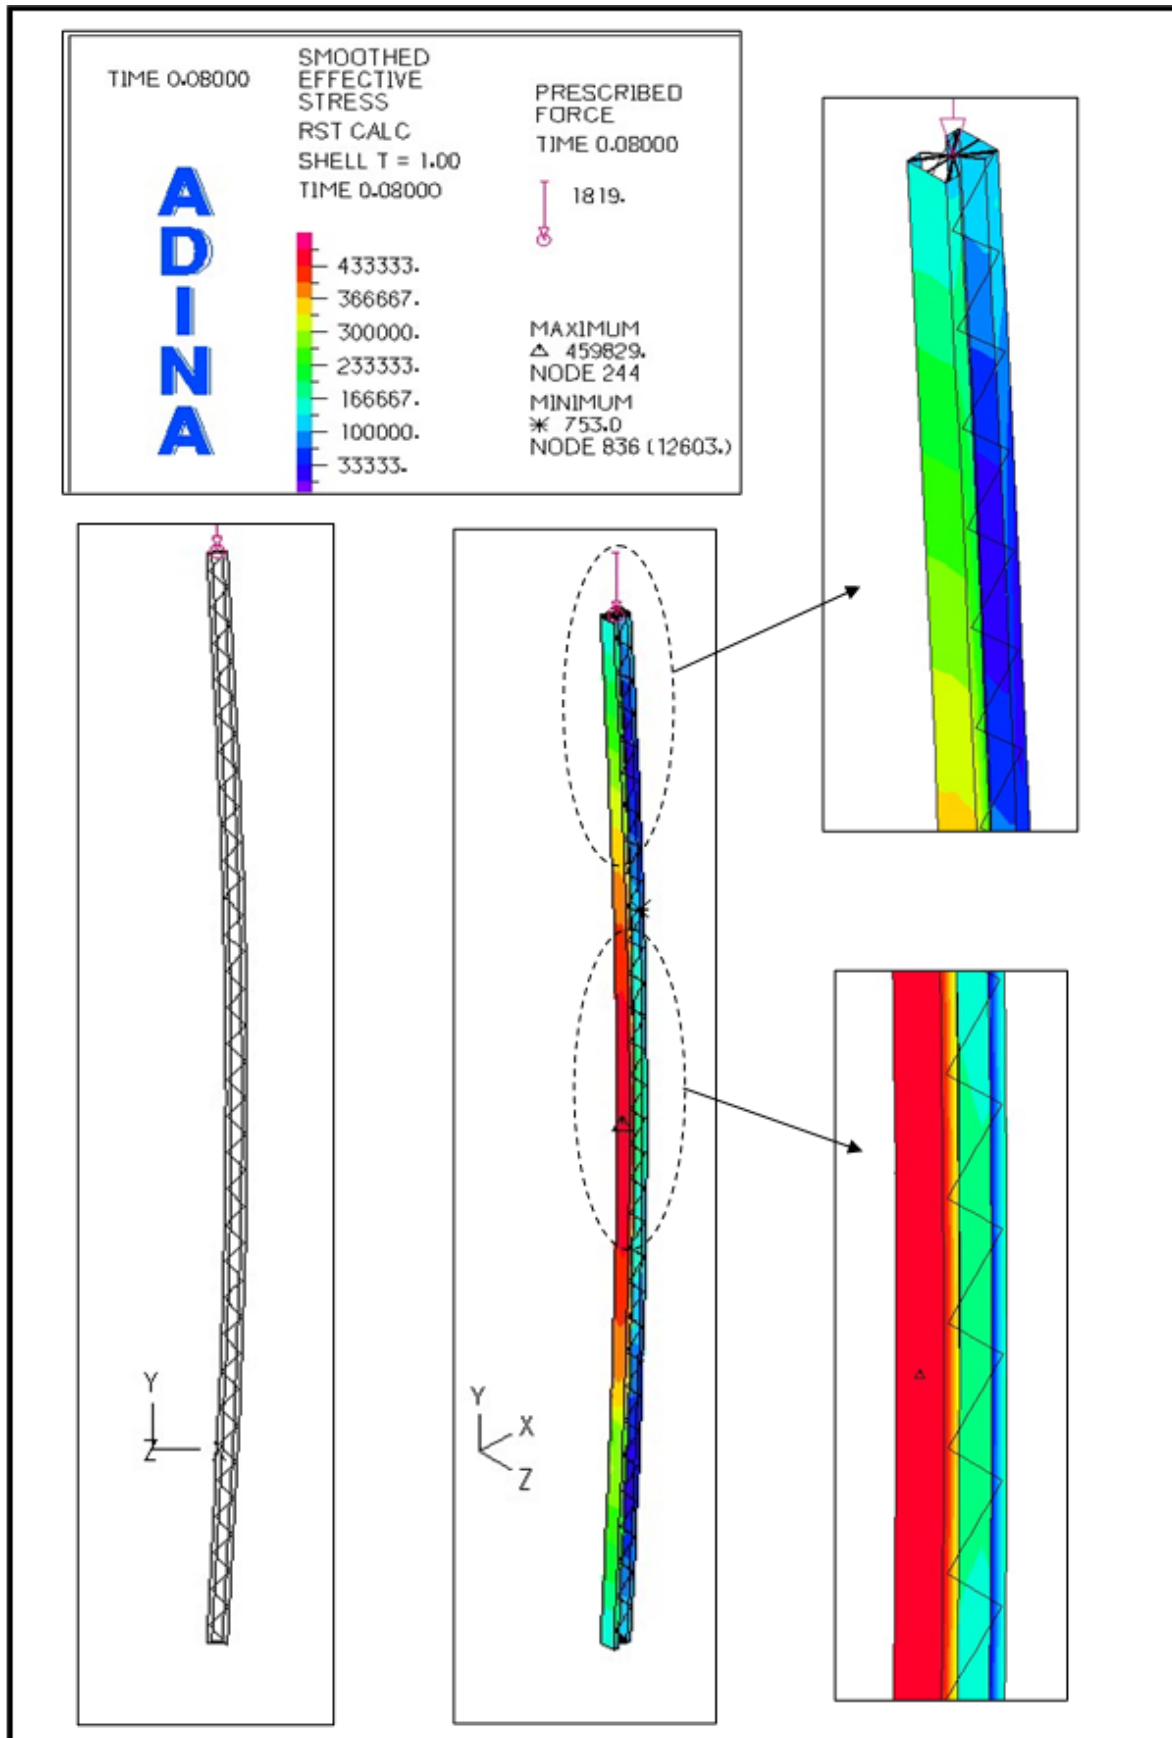 TIME 0.08000
A
D
I
N
A
SMOOTHED
EFFECTIVE
STRESS
RST CALC
SHELL T = 1.00
TIME 0.08000
433333.
366667.
300000.
233333.
166667.
100000.
33333.
PRESCRIBED
FORCE
TIME 0.08000
1819.
MAXIMUM
△ 459829.
NODE 244
MINIMUM
✳ 753.0
NODE 836 (12603.)
Y
Z
Y
X
Z